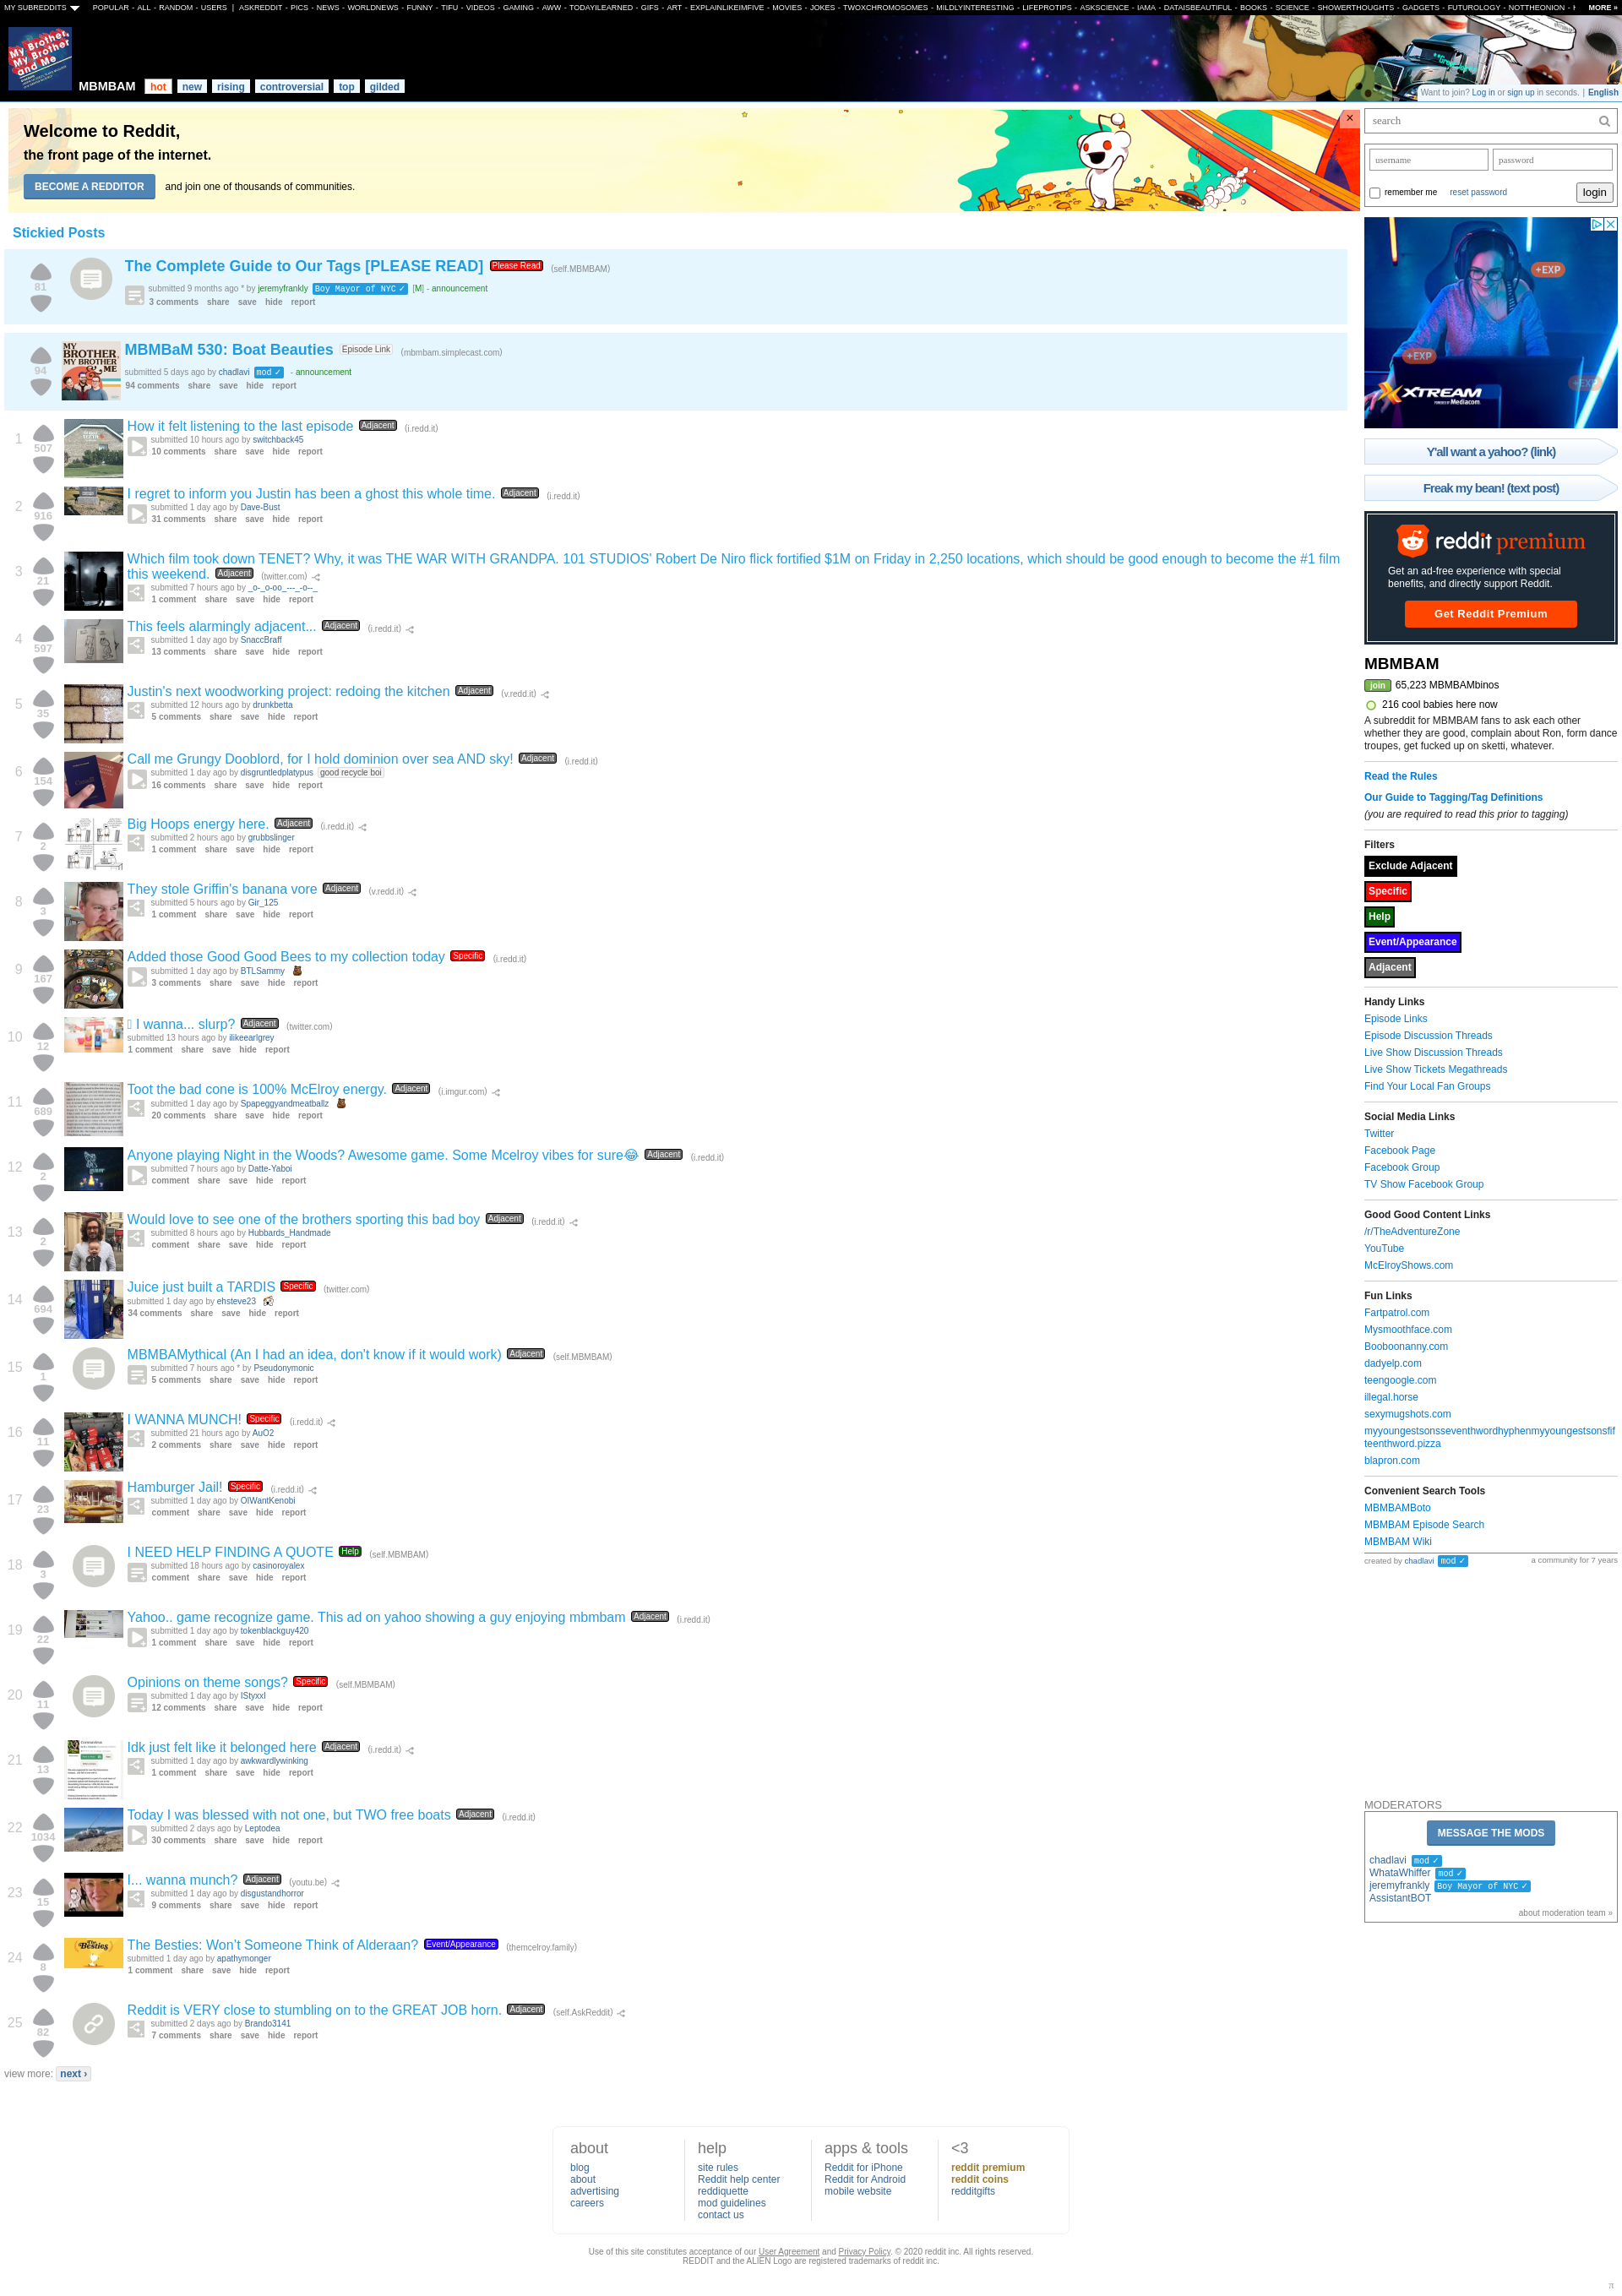 MY SUBREDDITS POPULAR - ALL - RANDOM - USERS | ASKREDDIT - PICS - NEWS - WORLDNEWS - FUNNY - TIFU - VIDEOS - GAMING - AWW - TODAYILEARNED - GIFS - ART - EXPLAINLIKEIMFIVE - MOVIES - JOKES - TWOXCHROMOSOMES - MILDLYINTERESTING - LIFEPROTIPS - ASKSCIENCE - IAMA - DATAISBEAUTIFUL - BOOKS - SCIENCE - SHOWERTHOUGHTS - GADGETS - FUTUROLOGY - NOTTHEONION - MORE »
My Brother, My Brother and Me
MBMBAM hot new rising controversial top gilded
Want to join? Log in or sign up in seconds. | English
Welcome to Reddit,
the front page of the internet.
BECOME A REDDITOR and join one of thousands of communities.
×
Stickied Posts
The Complete Guide to Our Tags [PLEASE READ] Please Read (self.MBMBAM)
81
submitted 9 months ago * by jeremyfrankly Boy Mayor of NYC ✓ [M] - announcement
3 comments share save hide report
MY BROTHER, MY BROTHER & ME
MBMBaM 530: Boat Beauties Episode Link (mbmbam.simplecast.com)
94
submitted 5 days ago by chadlavi mod ✓ - announcement
94 comments share save hide report
1
507
How it felt listening to the last episode Adjacent (i.redd.it)
submitted 10 hours ago by switchback45
10 comments share save hide report
2
916
I regret to inform you Justin has been a ghost this whole time. Adjacent (i.redd.it)
submitted 1 day ago by Dave-Bust
31 comments share save hide report
3
21
Which film took down TENET? Why, it was THE WAR WITH GRANDPA. 101 STUDIOS' Robert De Niro flick fortified $1M on Friday in 2,250 locations, which should be good enough to become the #1 film
this weekend. Adjacent (twitter.com)
submitted 7 hours ago by _o-_o-oo_---_-o--_
1 comment share save hide report
4
597
This feels alarmingly adjacent... Adjacent (i.redd.it)
submitted 1 day ago by SnaccBraff
13 comments share save hide report
5
35
Justin's next woodworking project: redoing the kitchen Adjacent (v.redd.it)
submitted 12 hours ago by drunkbetta
5 comments share save hide report
6
154
Call me Grungy Dooblord, for I hold dominion over sea AND sky! Adjacent (i.redd.it)
submitted 1 day ago by disgruntledplatypus good recycle boi
16 comments share save hide report
7
2
Big Hoops energy here. Adjacent (i.redd.it)
submitted 2 hours ago by grubbslinger
1 comment share save hide report
8
3
They stole Griffin's banana vore Adjacent (v.redd.it)
submitted 5 hours ago by Gir_125
1 comment share save hide report
9
167
Added those Good Good Bees to my collection today Specific (i.redd.it)
submitted 1 day ago by BTLSammy
3 comments share save hide report
10
12
I wanna... slurp? Adjacent (twitter.com)
submitted 13 hours ago by ilikeearlgrey
1 comment share save hide report
11
689
Toot the bad cone is 100% McElroy energy. Adjacent (i.imgur.com)
submitted 1 day ago by Spapeggyandmeatballz
20 comments share save hide report
12
2
Anyone playing Night in the Woods? Awesome game. Some Mcelroy vibes for sure😂 Adjacent (i.redd.it)
submitted 7 hours ago by Datte-Yaboi
comment share save hide report
13
2
Would love to see one of the brothers sporting this bad boy Adjacent (i.redd.it)
submitted 8 hours ago by Hubbards_Handmade
comment share save hide report
14
694
Juice just built a TARDIS Specific (twitter.com)
submitted 1 day ago by ehsteve23
34 comments share save hide report
15
1
MBMBAMythical (An I had an idea, don't know if it would work) Adjacent (self.MBMBAM)
submitted 7 hours ago * by Pseudonymonic
5 comments share save hide report
16
11
I WANNA MUNCH! Specific (i.redd.it)
submitted 21 hours ago by AuO2
2 comments share save hide report
17
23
Hamburger Jail! Specific (i.redd.it)
submitted 1 day ago by OlWantKenobi
comment share save hide report
18
3
I NEED HELP FINDING A QUOTE Help (self.MBMBAM)
submitted 18 hours ago by casinoroyalex
comment share save hide report
19
22
Yahoo.. game recognize game. This ad on yahoo showing a guy enjoying mbmbam Adjacent (i.redd.it)
submitted 1 day ago by tokenblackguy420
1 comment share save hide report
20
11
Opinions on theme songs? Specific (self.MBMBAM)
submitted 1 day ago by IStyxxI
12 comments share save hide report
21
13
Idk just felt like it belonged here Adjacent (i.redd.it)
submitted 1 day ago by awkwardlywinking
1 comment share save hide report
22
1034
Today I was blessed with not one, but TWO free boats Adjacent (i.redd.it)
submitted 2 days ago by Leptodea
30 comments share save hide report
23
15
I... wanna munch? Adjacent (youtu.be)
submitted 1 day ago by disgustandhorror
9 comments share save hide report
24
8
The Besties
The Besties: Won't Someone Think of Alderaan? Event/Appearance (themcelroy.family)
submitted 1 day ago by apathymonger
1 comment share save hide report
25
82
Reddit is VERY close to stumbling on to the GREAT JOB horn. Adjacent (self.AskReddit)
submitted 2 days ago by Brando3141
7 comments share save hide report
view more: next ›
search
username password
remember me reset password login
+EXP
+EXP
+EXP
XTREAM
POWERED BY Mediacom
Y'all want a yahoo? (link)
Freak my bean! (text post)
reddit premium
Get an ad-free experience with special
benefits, and directly support Reddit.
Get Reddit Premium
MBMBAM
join 65,223 MBMBAMbinos
216 cool babies here now
A subreddit for MBMBAM fans to ask each other
whether they are good, complain about Ron, form dance
troupes, get fucked up on sketti, whatever.
Read the Rules
Our Guide to Tagging/Tag Definitions
(you are required to read this prior to tagging)
Filters
Exclude Adjacent
Specific
Help
Event/Appearance
Adjacent
Handy Links
Episode Links
Episode Discussion Threads
Live Show Discussion Threads
Live Show Tickets Megathreads
Find Your Local Fan Groups
Social Media Links
Twitter
Facebook Page
Facebook Group
TV Show Facebook Group
Good Good Content Links
/r/TheAdventureZone
YouTube
McElroyShows.com
Fun Links
Fartpatrol.com
Mysmoothface.com
Booboonanny.com
dadyelp.com
teengoogle.com
illegal.horse
sexymugshots.com
myyoungestsonsseventhwordhyphenmyyoungestsonsfif
teenthword.pizza
blapron.com
Convenient Search Tools
MBMBAMBoto
MBMBAM Episode Search
MBMBAM Wiki
created by chadlavi mod ✓ a community for 7 years
MODERATORS
MESSAGE THE MODS
chadlavi mod ✓
WhataWhiffer mod ✓
jeremyfrankly Boy Mayor of NYC ✓
AssistantBOT
about moderation team »
about
blog
about
advertising
careers
help
site rules
Reddit help center
reddiquette
mod guidelines
contact us
apps & tools
Reddit for iPhone
Reddit for Android
mobile website
<3
reddit premium
reddit coins
redditgifts
Use of this site constitutes acceptance of our User Agreement and Privacy Policy. © 2020 reddit inc. All rights reserved.
REDDIT and the ALIEN Logo are registered trademarks of reddit inc.
π